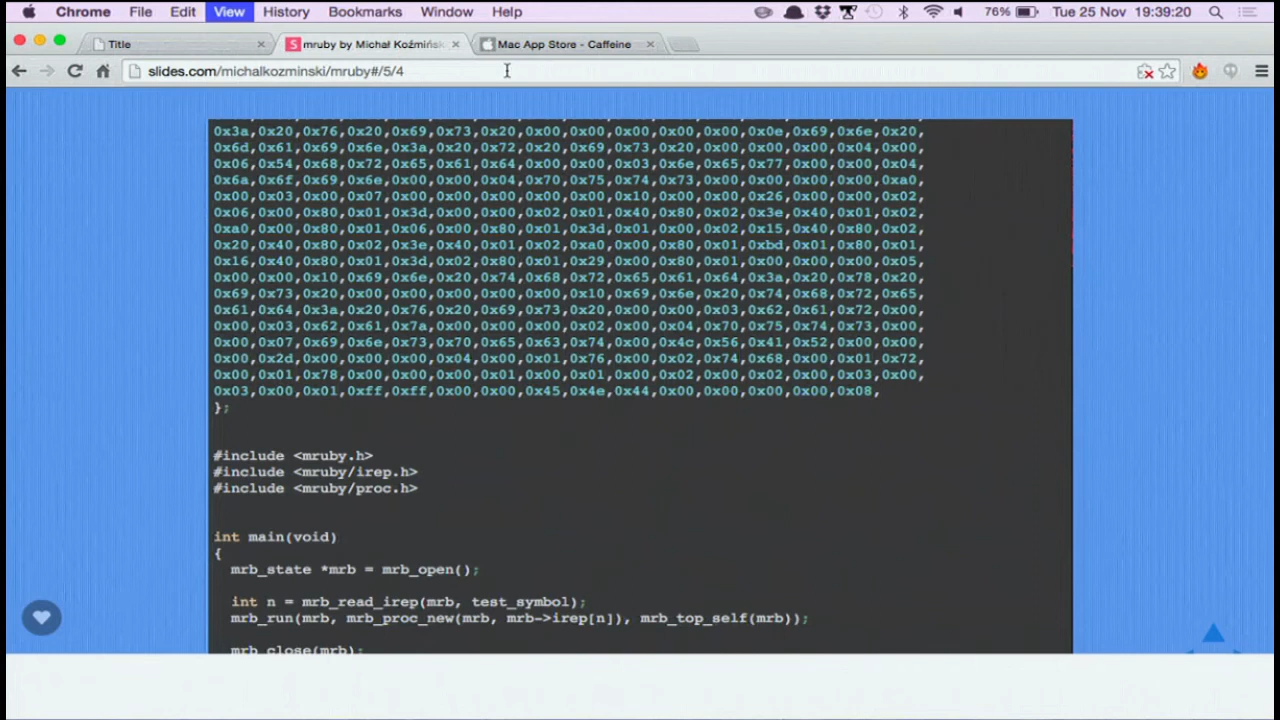 Chrome File Edit View History Bookmarks Window Help 76% Tue 25 Nov 19:39:20
Title mruby by Michał Koźmińsk Mac App Store - Caffeine
slides.com/michalkozminski/mruby#/5/4
0x3a,0x20,0x76,0x20,0x69,0x73,0x20,0x00,0x00,0x00,0x00,0x00,0x0e,0x69,0x6e,0x20,
0x6d,0x61,0x69,0x6e,0x3a,0x20,0x72,0x20,0x69,0x73,0x20,0x00,0x00,0x00,0x04,0x00,
0x06,0x54,0x68,0x72,0x65,0x61,0x64,0x00,0x00,0x03,0x6e,0x65,0x77,0x00,0x00,0x04,
0x6a,0x6f,0x69,0x6e,0x00,0x00,0x04,0x70,0x75,0x74,0x73,0x00,0x00,0x00,0x00,0xa0,
0x00,0x03,0x00,0x07,0x00,0x00,0x00,0x00,0x10,0x00,0x00,0x26,0x00,0x00,0x02,
0x06,0x00,0x80,0x01,0x3d,0x00,0x00,0x02,0x01,0x40,0x80,0x02,0x3e,0x40,0x01,0x02,
0xa0,0x00,0x80,0x01,0x06,0x00,0x80,0x01,0x3d,0x01,0x00,0x02,0x15,0x40,0x80,0x02,
0x20,0x40,0x80,0x02,0x3e,0x40,0x01,0x02,0xa0,0x00,0x80,0x01,0xbd,0x01,0x80,0x01,
0x16,0x40,0x80,0x01,0x3d,0x02,0x80,0x01,0x29,0x00,0x80,0x01,0x00,0x00,0x00,0x05,
0x00,0x00,0x10,0x69,0x6e,0x20,0x74,0x68,0x72,0x65,0x61,0x64,0x3a,0x20,0x78,0x20,
0x69,0x73,0x20,0x00,0x00,0x00,0x00,0x10,0x69,0x6e,0x20,0x74,0x68,0x72,0x65,
0x61,0x64,0x3a,0x20,0x76,0x20,0x69,0x73,0x20,0x00,0x00,0x03,0x62,0x61,0x72,0x00,
0x00,0x03,0x62,0x61,0x7a,0x00,0x00,0x00,0x02,0x00,0x04,0x70,0x75,0x74,0x73,0x00,
0x00,0x07,0x69,0x6e,0x73,0x70,0x65,0x63,0x74,0x00,0x4c,0x56,0x41,0x52,0x00,0x00,
0x00,0x2d,0x00,0x00,0x00,0x04,0x00,0x01,0x76,0x00,0x02,0x74,0x68,0x00,0x01,0x72,
0x00,0x01,0x78,0x00,0x00,0x00,0x01,0x00,0x01,0x00,0x02,0x00,0x02,0x00,0x03,0x00,
0x03,0x00,0x01,0xff,0xff,0x00,0x00,0x45,0x4e,0x44,0x00,0x00,0x00,0x00,0x08,
};
#include <mruby.h>
#include <mruby/irep.h>
#include <mruby/proc.h>
int main(void)
{
mrb_state *mrb = mrb_open();
int n = mrb_read_irep(mrb, test_symbol);
mrb_run(mrb, mrb_proc_new(mrb, mrb->irep[n]), mrb_top_self(mrb));
mrb_close(mrb);